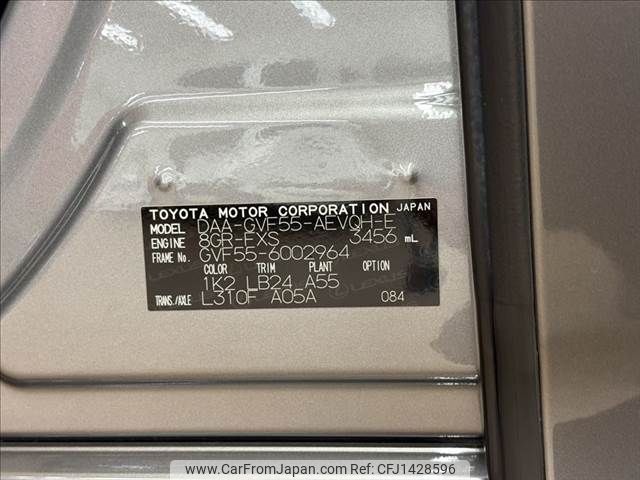 TOYOTA MOTOR CORPORATION JAPAN
MODEL DAA-GVF55-AEVQH-E
ENGINE 8GR-FXS 3456 mL
FRAME No. GVF55-6002964
COLOR TRIM PLANT OPTION
1K2 LB24 A55
TRANS./AXLE L310F A05A 084
www.CarFromJapan.com | CFJ1428596